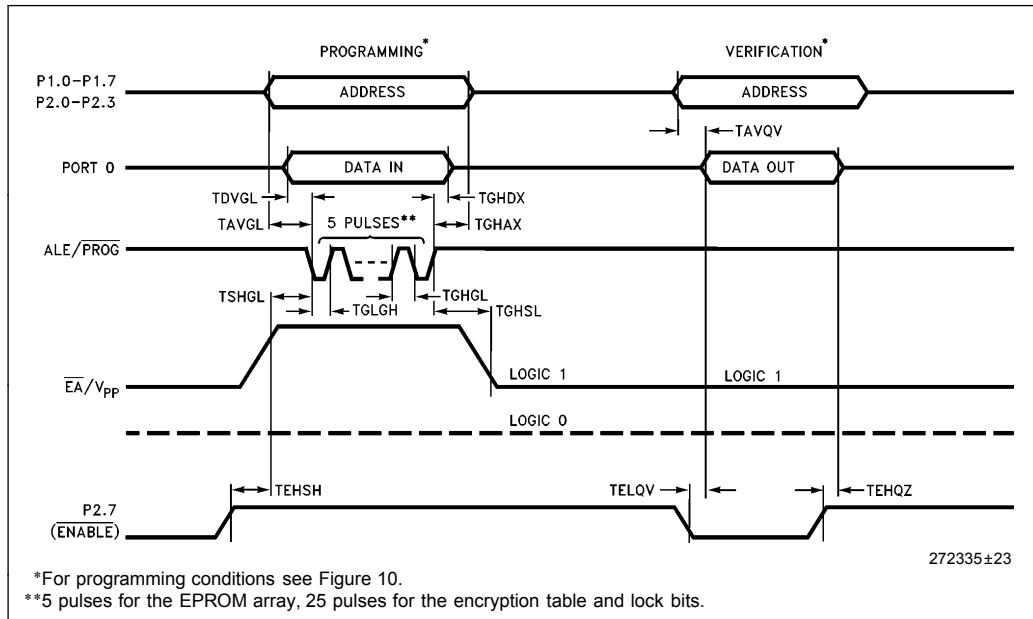 PROGRAMMING* VERIFICATION*
P1.0–P1.7
P2.0–P2.3
ADDRESS ADDRESS
TAVQV
PORT 0 DATA IN DATA OUT
TDVGL TGHDX
TAVGL 5 PULSES** TGHAX
ALE/PROG
TSHGL TGLGH TGHGL TGHSL
EA/VPP LOGIC 1 LOGIC 1
LOGIC 0
TEHSH TELQV TEHQZ
P2.7
(ENABLE)
272335±23
*For programming conditions see Figure 10.
**5 pulses for the EPROM array, 25 pulses for the encryption table and lock bits.